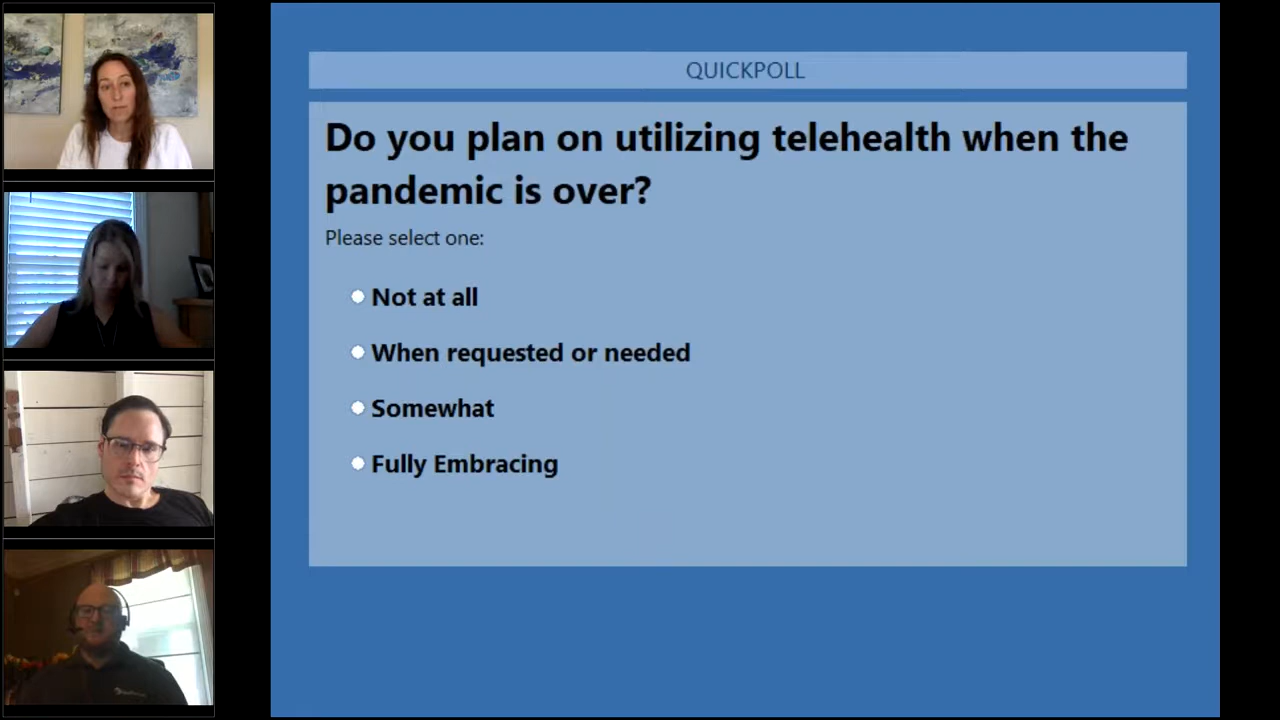 QUICKPOLL
Do you plan on utilizing telehealth when the
pandemic is over?
Please select one:
Not at all
When requested or needed
Somewhat
Fully Embracing